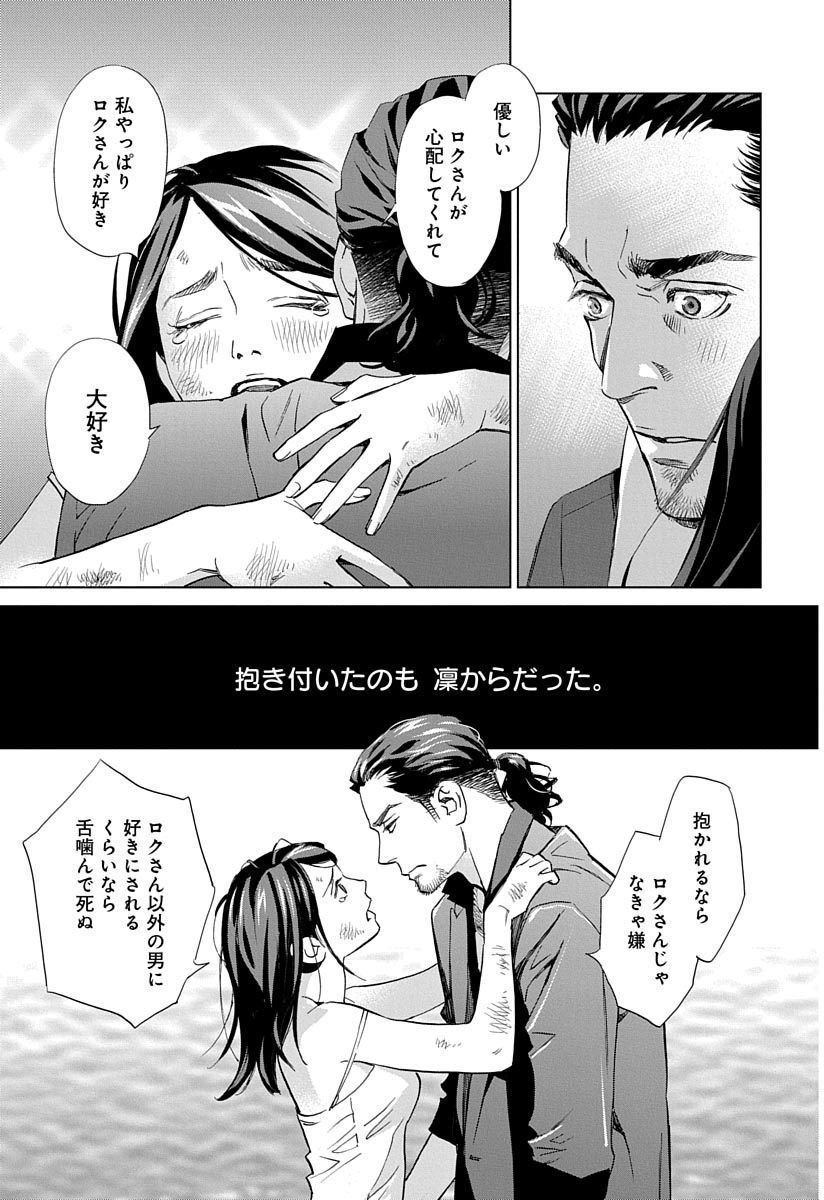 優しい
ロクさんが
心配してくれて
私やっぱり
ロクさんが好き
大好き
抱き付いたのも 凜からだった。
抱かれるなら
ロクさんじゃ
なきゃ嫌
ロクさん以外の男に
好きにされる
くらいなら
舌噛んで死ぬ